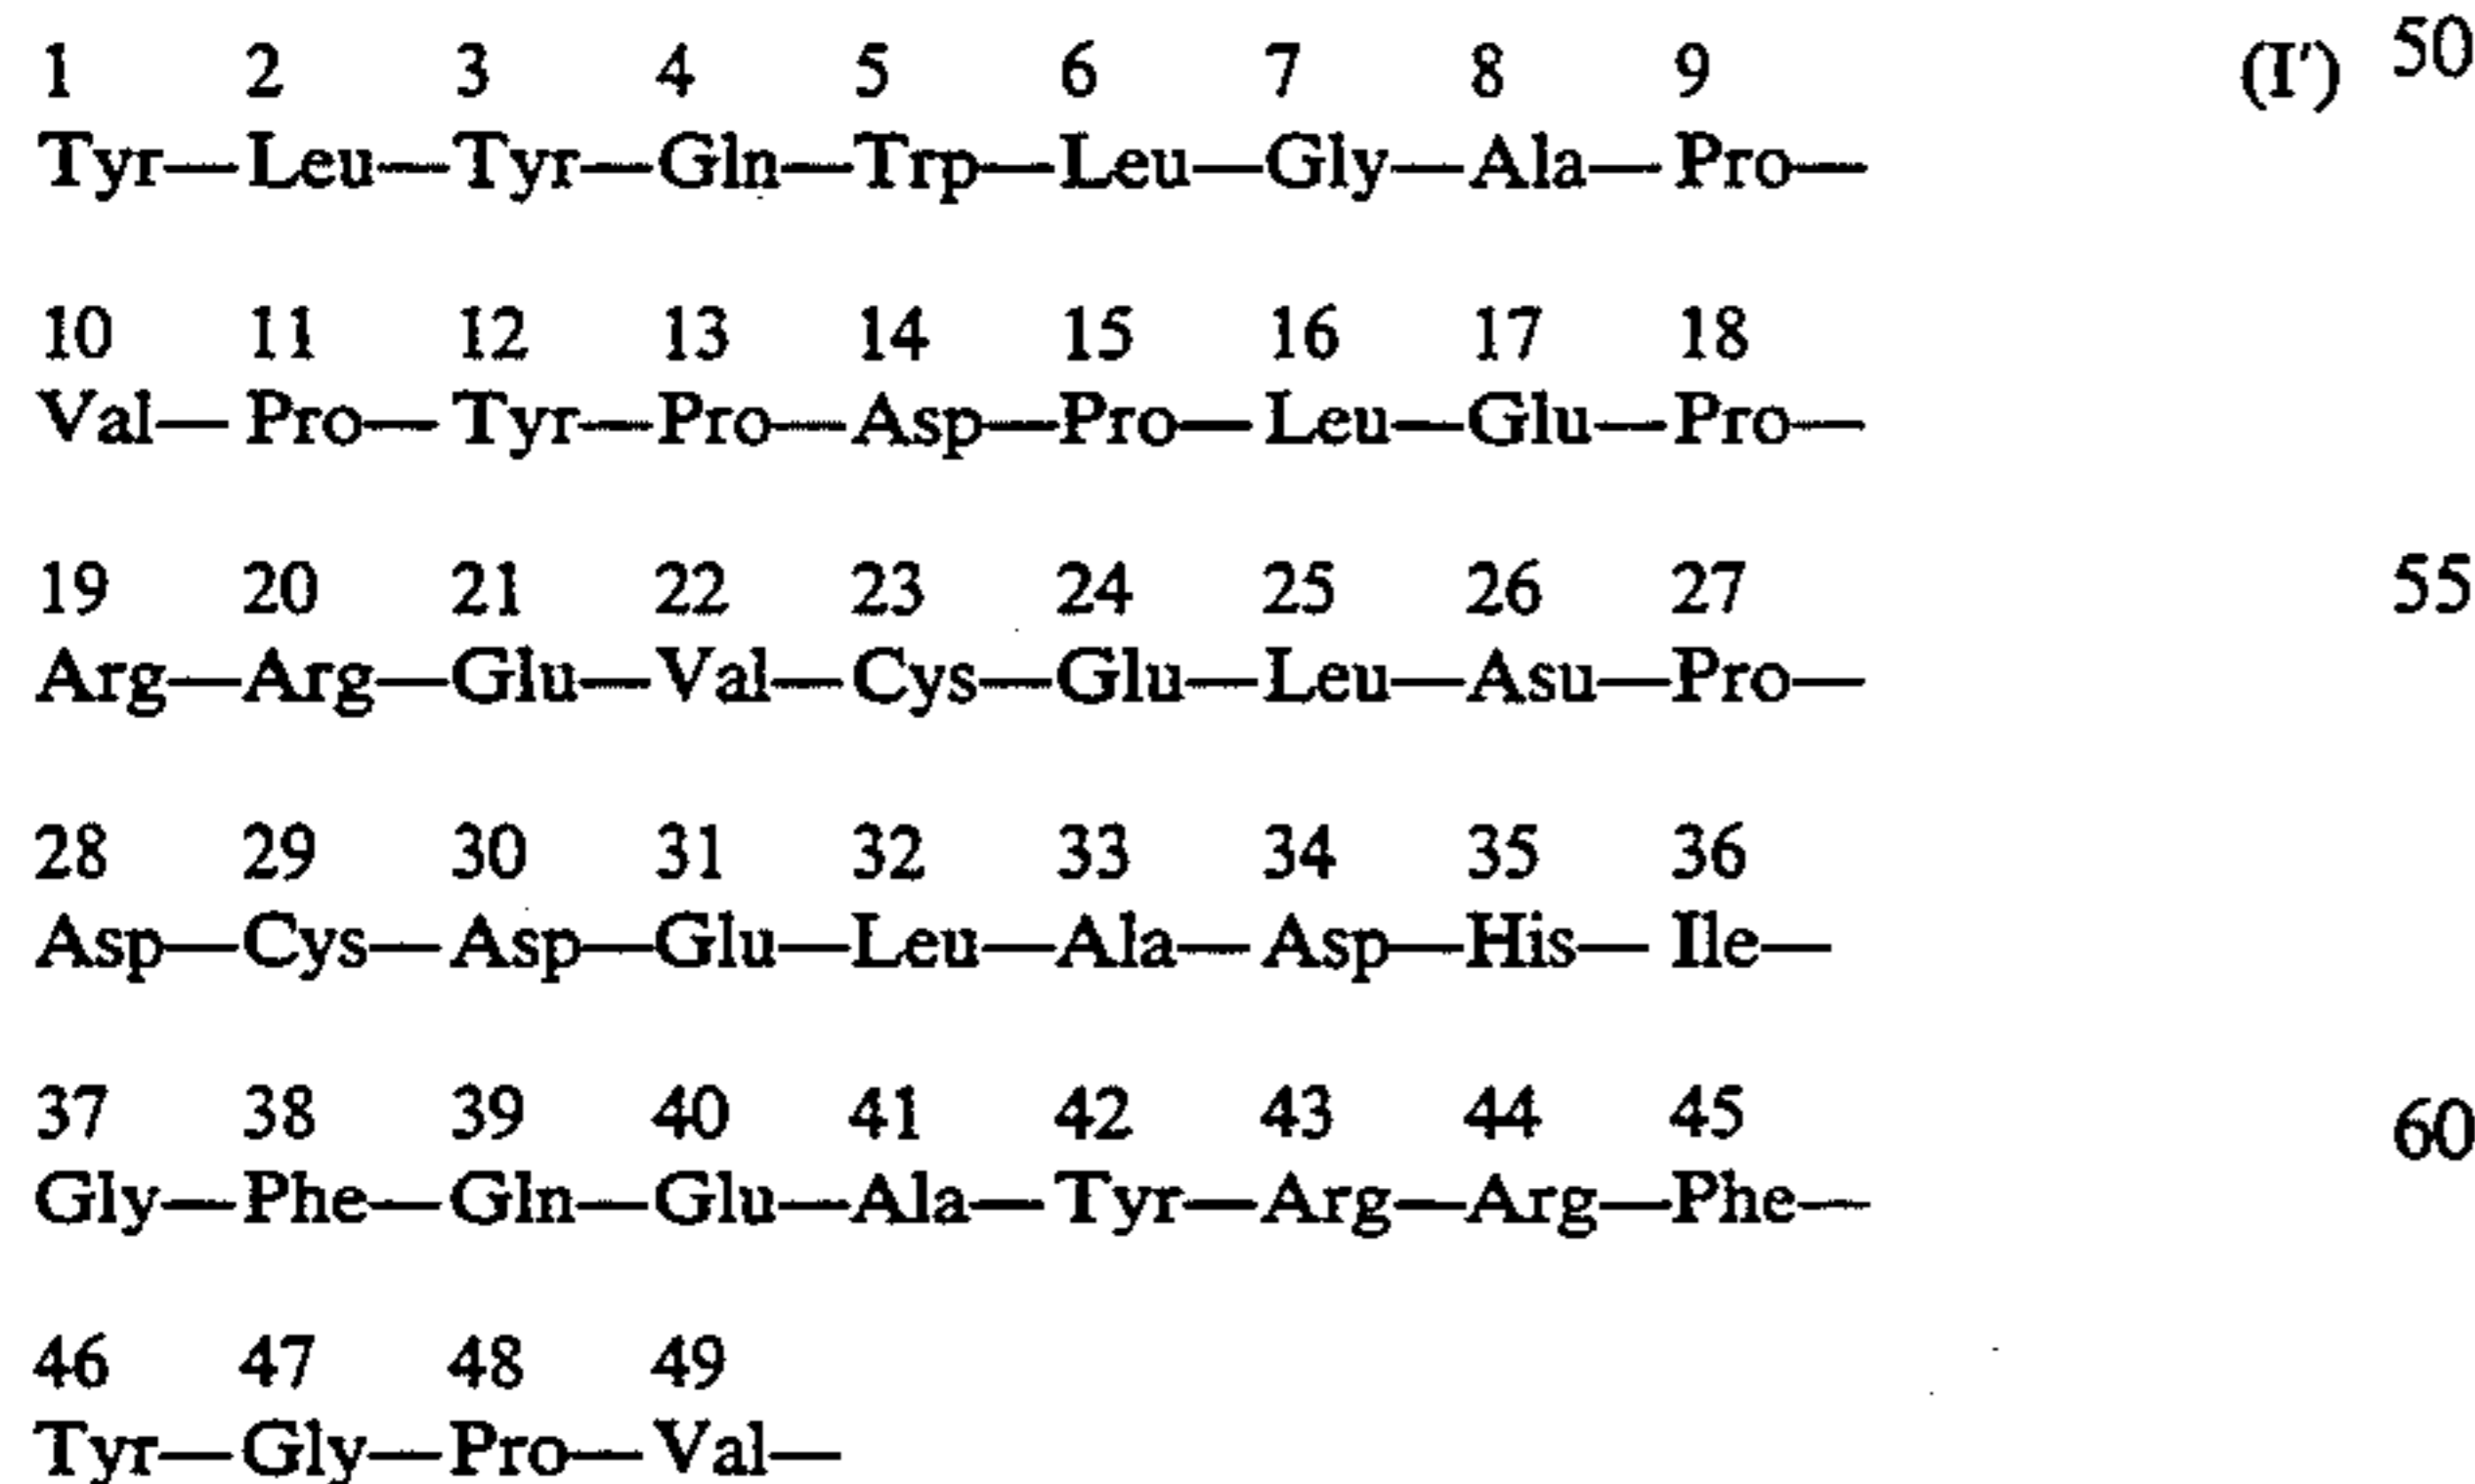 1 2 3 4 5 6 7 8 9 (I') 50
Tyr—Leu—Tyr—Gln—Trp—Leu—Gly—Ala—Pro—
10 11 12 13 14 15 16 17 18
Val—Pro—Tyr—Pro—Asp—Pro—Leu—Glu—Pro—
19 20 21 22 23 24 25 26 27 55
Arg—Arg—Glu—Val—Cys—Glu—Leu—Asu—Pro—
28 29 30 31 32 33 34 35 36
Asp—Cys—Asp—Glu—Leu—Ala—Asp—His—Ile—
37 38 39 40 41 42 43 44 45 60
Gly—Phe—Gln—Glu—Ala—Tyr—Arg—Arg—Phe—
46 47 48 49
Tyr—Gly—Pro—Val—